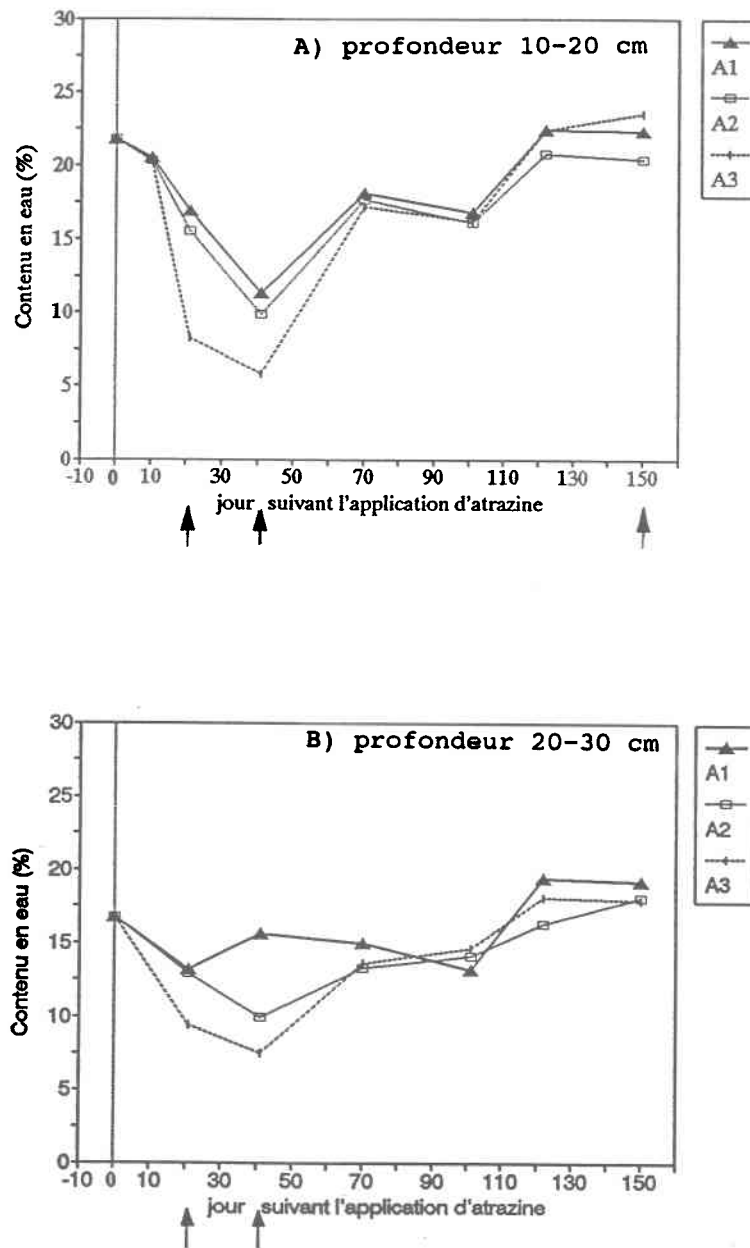 A) profondeur 10-20 cm
30
25
20
15
10
5
0
Contenu en eau (%)
-10 0 10 30 50 70 90 110 130 150
jour suivant l'application d'atrazine
A1
A2
A3
B) profondeur 20-30 cm
30
25
20
15
10
5
0
Contenu en eau (%)
-10 0 10 30 50 70 90 110 130 150
jour suivant l'application d'atrazine
A1
A2
A3